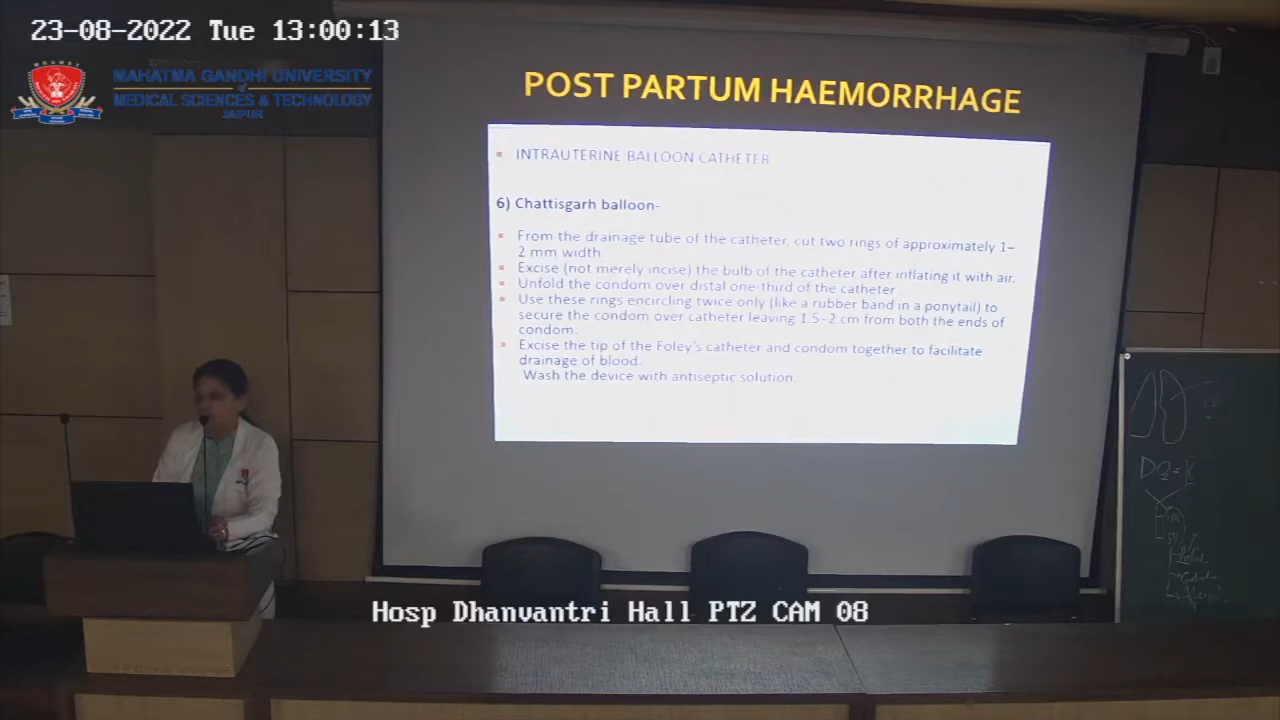 23-08-2022 Tue 13:00:13
MAHATMA GANDHI UNIVERSITY
of
MEDICAL SCIENCES & TECHNOLOGY
JAIPUR
POST PARTUM HAEMORRHAGE
INTRAUTERINE BALLOON CATHETER
6) Chattisgarh balloon-
From the drainage tube of the catheter, cut two rings of approximately 1–
2 mm width.
Excise (not merely incise) the bulb of the catheter after inflating it with air.
Unfold the condom over distal one-third of the catheter .
Use these rings encircling twice only (like a rubber band in a ponytail) to
secure the condom over catheter leaving 1.5–2 cm from both the ends of
condom.
Excise the tip of the Foley's catheter and condom together to facilitate
drainage of blood.
Wash the device with antiseptic solution.
Hosp Dhanvantri Hall PTZ CAM 08